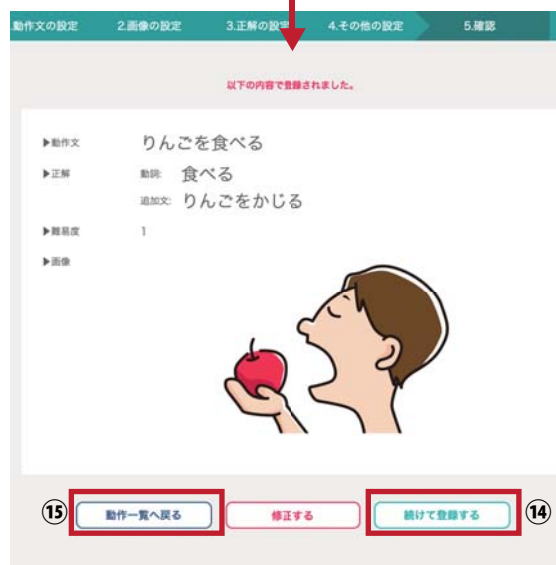 動作文の設定 2.画像の設定 3.正解の設定 4.その他の設定 5.確認
以下の内容で登録されました。
▶動作文 りんごを食べる
▶正解 動詞: 食べる
追加文: りんごをかじる
▶難易度 1
▶画像
⑮ 動作一覧へ戻る 修正する 続けて登録する ⑭